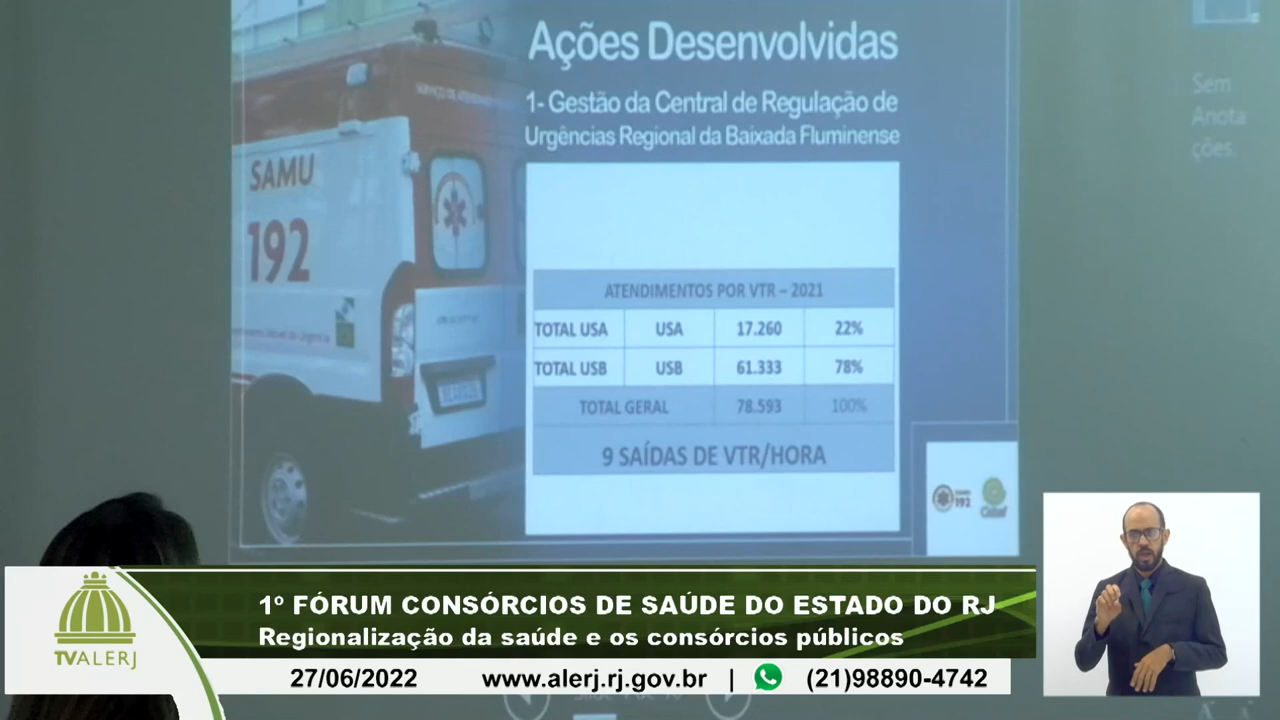 Ações Desenvolvidas
1- Gestão da Central de Regulação de
Urgências Regional da Baixada Fluminense
Sem
Anota
ções.
SAMU
192
ATENDIMENTOS POR VTR – 2021
TOTAL USA USA 17.260 22%
TOTAL USB USB 61.333 78%
TOTAL GERAL 78.593 100%
9 SAÍDAS DE VTR/HORA
SAMU
192
1º FÓRUM CONSÓRCIOS DE SAÚDE DO ESTADO DO RJ
Regionalização da saúde e os consórcios públicos
TVALERJ
27/06/2022 www.alerj.rj.gov.br | (21)98890-4742